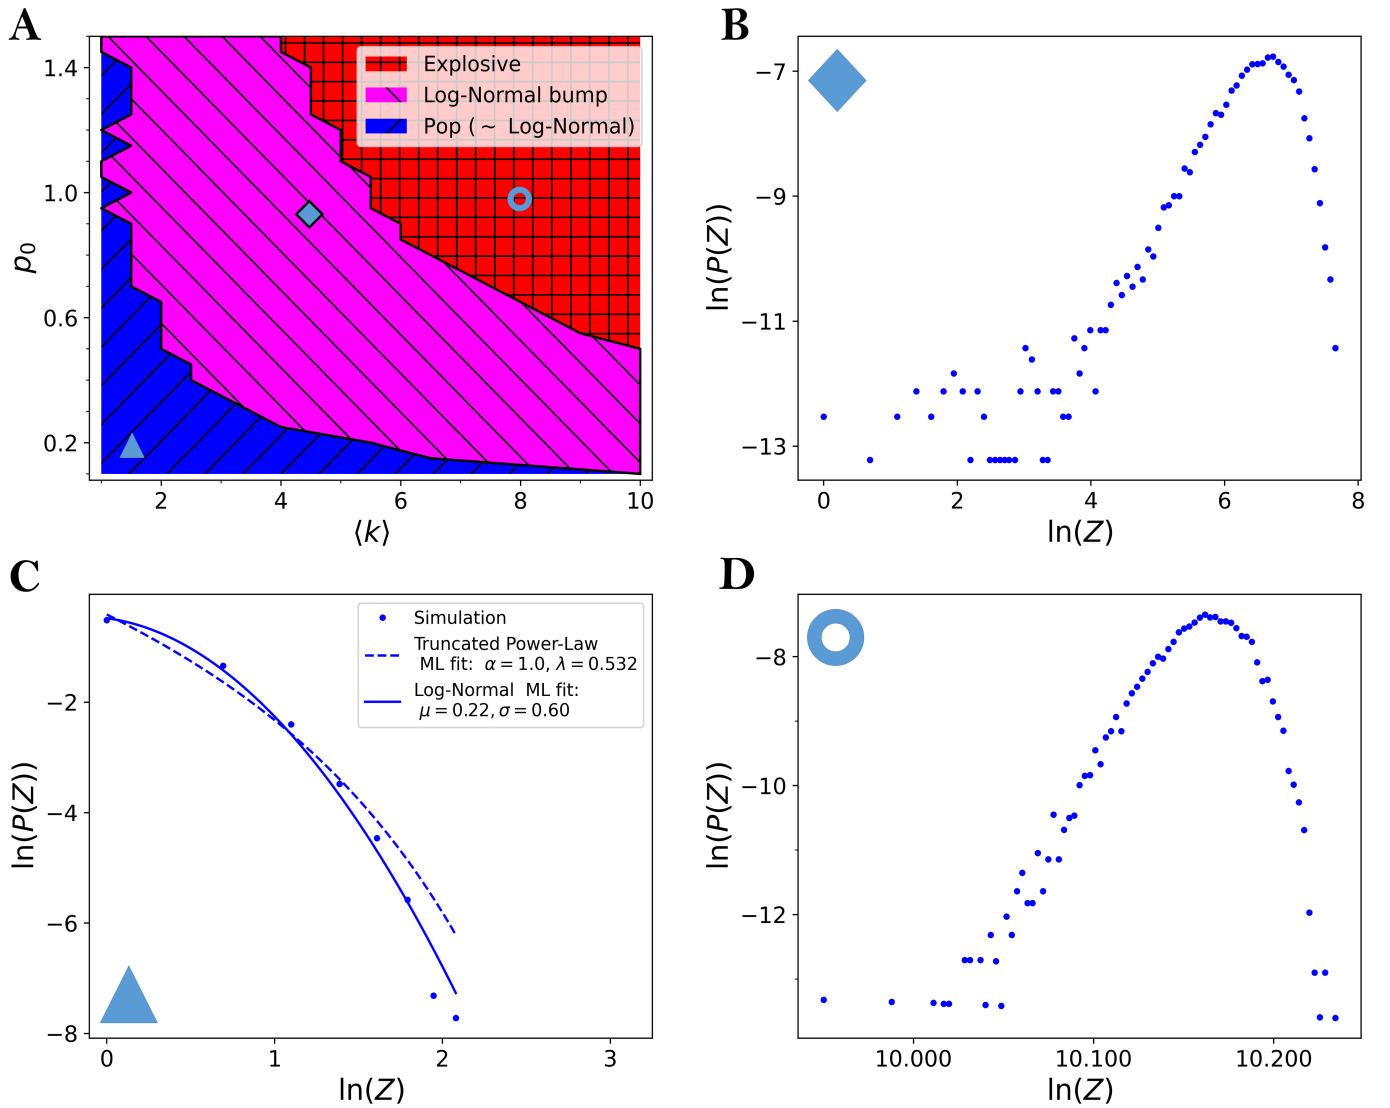 A
1.4
1.0
0.6
0.2
p₀
2
4
6
8
10
⟨k⟩
Explosive
Log-Normal bump
Pop ( ~ Log-Normal)
B
−7
−9
−11
−13
ln(P(Z))
0
2
4
6
8
ln(Z)
C
−2
−4
−6
−8
ln(P(Z))
0
1
2
3
ln(Z)
Simulation
Truncated Power-Law
ML fit: α = 1.0, λ = 0.532
Log-Normal ML fit:
μ = 0.22, σ = 0.60
D
−8
−10
−12
ln(P(Z))
10.000
10.100
10.200
ln(Z)